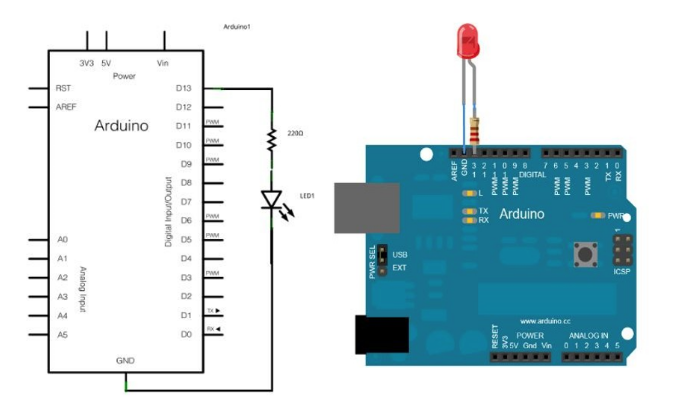 Arduino1
3V3 5V Vin
Power
RST
AREF
Arduino
D13
D12
D11 PWM
D10 PWM
D9 PWM
D8
D7
D6 PWM
D5 PWM
D4
D3 PWM
D2
D1 TX ▶
D0 RX ◀
Digital Input/Output
A0
A1
A2
A3
A4
A5
Analog Input
GND
220Ω
LED1
AREF
GND
13
12
PWM 11
PWM 10
PWM 9
8
DIGITAL
7
PWM 6
PWM 5
4
PWM 3
2
TX 1
RX 0
L
TX
RX
Arduino
PWR
1
ICSP
PWR SEL
USB
EXT
www.arduino.cc
POWER
ANALOG IN
RESET
3V3
5V Gnd Vin
0 1 2 3 4 5